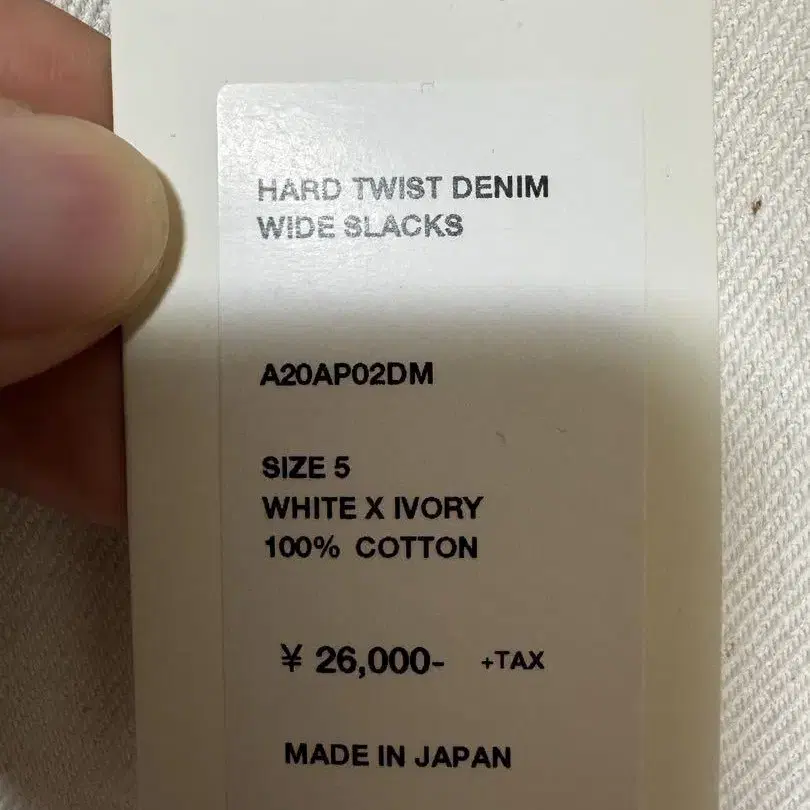 HARD TWIST DENIM
WIDE SLACKS
A20AP02DM
SIZE 5
WHITE X IVORY
100% COTTON
¥ 26,000- +TAX
MADE IN JAPAN